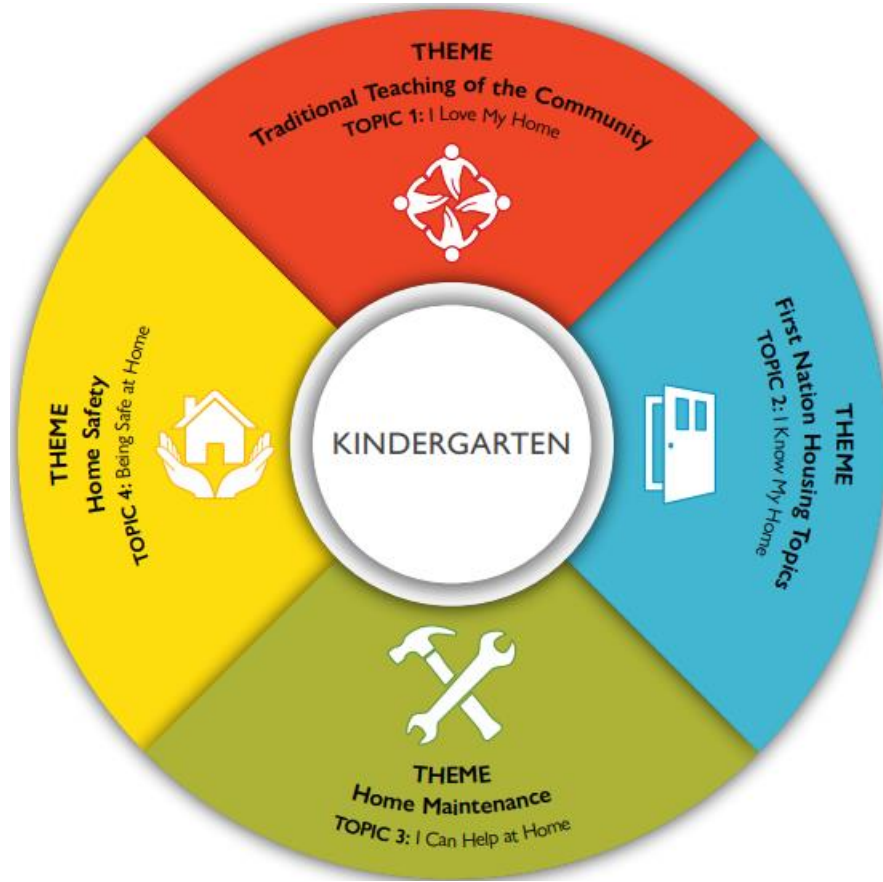 THEME
Traditional Teaching of the Community
TOPIC 1: I Love My Home
THEME
First Nation Housing Topics
TOPIC 2: I Know My Home
THEME
Home Maintenance
TOPIC 3: I Can Help at Home
THEME
Home Safety
TOPIC 4: Being Safe at Home
KINDERGARTEN